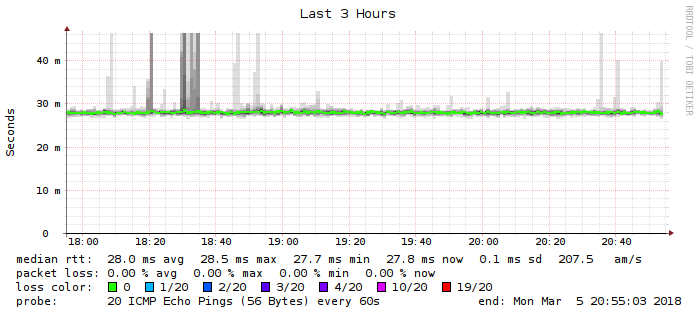 Last 3 Hours
RRDTOOL / TOBI OETIKER
Seconds
40 m
30 m
20 m
10 m
0
18:00 18:20 18:40 19:00 19:20 19:40 20:00 20:20 20:40
median rtt: 28.0 ms avg 28.5 ms max 27.7 ms min 27.8 ms now 0.1 ms sd 207.5 am/s
packet loss: 0.00 % avg 0.00 % max 0.00 % min 0.00 % now
loss color: 0 1/20 2/20 3/20 4/20 10/20 19/20
probe: 20 ICMP Echo Pings (56 Bytes) every 60s end: Mon Mar 5 20:55:03 2018